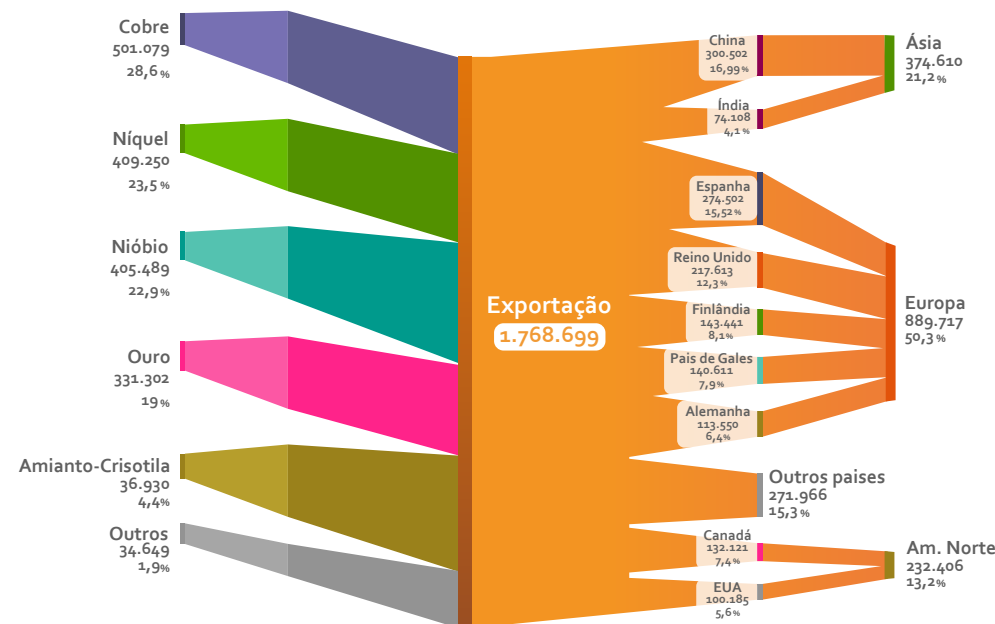 Cobre
501.079
28,6%
Níquel
409.250
23,5%
Nióbio
405.489
22,9%
Ouro
331.302
19%
Amianto-Crisotila
36.930
4,4%
Outros
34.649
1,9%
Exportação
1.768.699
China
300.502
16,99%
Índia
74.108
4,1%
Espanha
274.502
15,52%
Reino Unido
217.613
12,3%
Finlândia
143.441
8,1%
Pais de Gales
140.611
7,9%
Alemanha
113.550
6,4%
Outros paises
271.966
15,3%
Canadá
132.121
7,4%
EUA
100.185
5,6%
Ásia
374.610
21,2%
Europa
889.717
50,3%
Am. Norte
232.406
13,2%